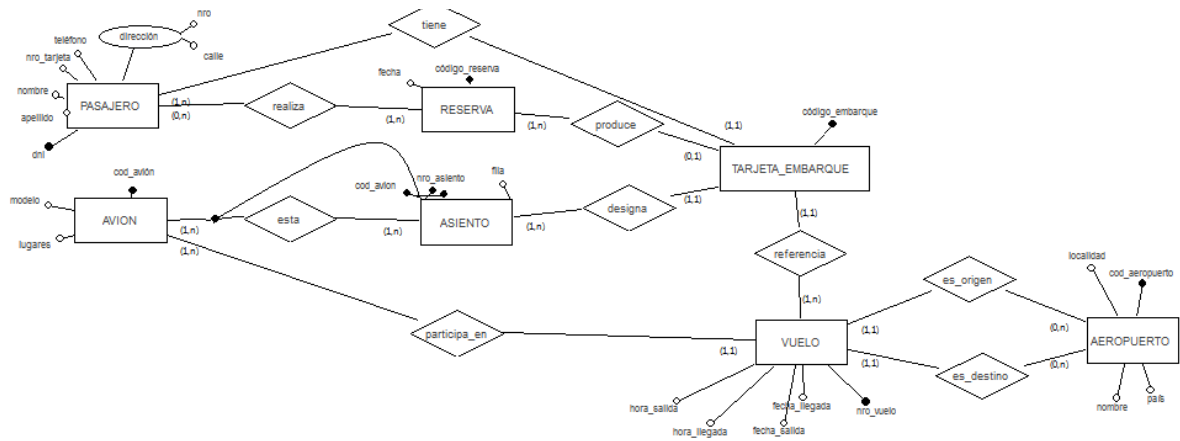 nro
tiene
dirección
teléfono
calle
nro_tarjeta
fecha
código_reserva
nombre
PASAJERO
(1,n)
realiza
RESERVA
código_embarque
(0,n)
(1,n)
(1,n)
produce
(1,1)
apellido
(0,1)
dni
TARJETA_EMBARQUE
cod_avión
cod_avion
nro_asiento
fila
(1,1)
modelo
AVION
esta
ASIENTO
designa
(1,n)
(1,n)
(1,n)
(1,1)
lugares
(1,n)
referencia
localidad
cod_aeropuerto
es_origen
(1,n)
participa_en
(1,1)
VUELO
(1,1)
(0,n)
AEROPUERTO
(1,1)
(0,n)
es_destino
hora_salida
fecha_llegada
nro_vuelo
nombre
país
hora_llegada
fecha_salida